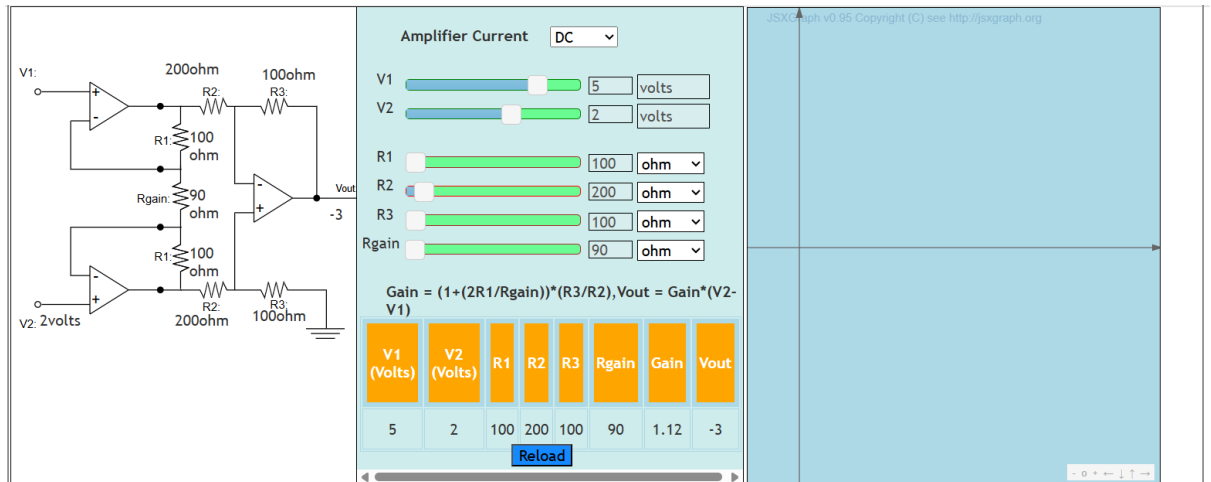 V1:
200ohm
100ohm
R2:
R3:
+
-
R1:
100
ohm
Rgain:
90
ohm
-
+
Vout
-3
R1:
100
ohm
-
+
V2: 2volts
R2:
200ohm
R3:
100ohm
Amplifier Current DC
V1 5 volts
V2 2 volts
R1 100 ohm
R2 200 ohm
R3 100 ohm
Rgain 90 ohm
Gain = (1+(2R1/Rgain))*(R3/R2),Vout = Gain*(V2-
V1)
V1 (Volts) V2 (Volts) R1 R2 R3 Rgain Gain Vout
5 2 100 200 100 90 1.12 -3
Reload
JSXGraph v0.95 Copyright (C) see http://jsxgraph.org
- o + ← ↓ ↑ →